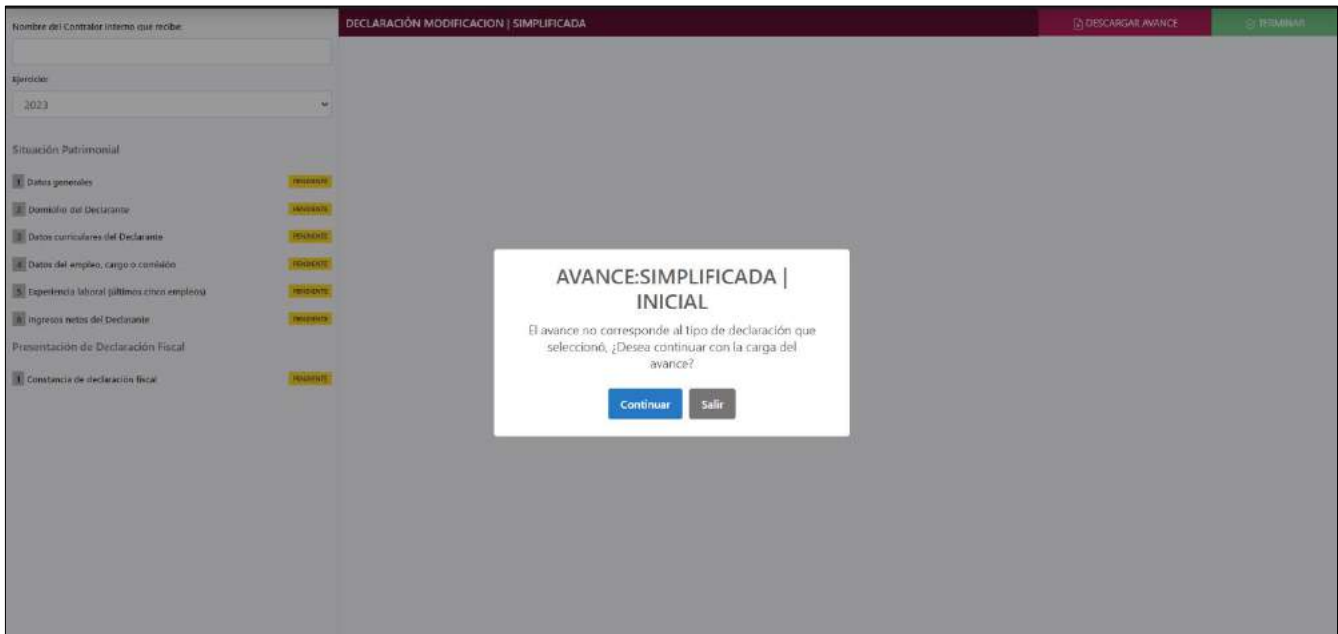 Nombre del Contralor interno que recibe:
Ejercicio:
2023
Situación Patrimonial
1 Datos generales PENDIENTE
2 Domicilio del Declarante PENDIENTE
3 Datos curriculares del Declarante PENDIENTE
4 Datos del empleo, cargo o comisión PENDIENTE
5 Experiencia laboral (últimos cinco empleos) PENDIENTE
6 Ingresos netos del Declarante PENDIENTE
Presentación de Declaración Fiscal
1 Constancia de declaración fiscal PENDIENTE
DECLARACIÓN MODIFICACION | SIMPLIFICADA
DESCARGAR AVANCE
TERMINAR
AVANCE:SIMPLIFICADA |
INICIAL
El avance no corresponde al tipo de declaración que
seleccionó, ¿Desea continuar con la carga del
avance?
Continuar
Salir